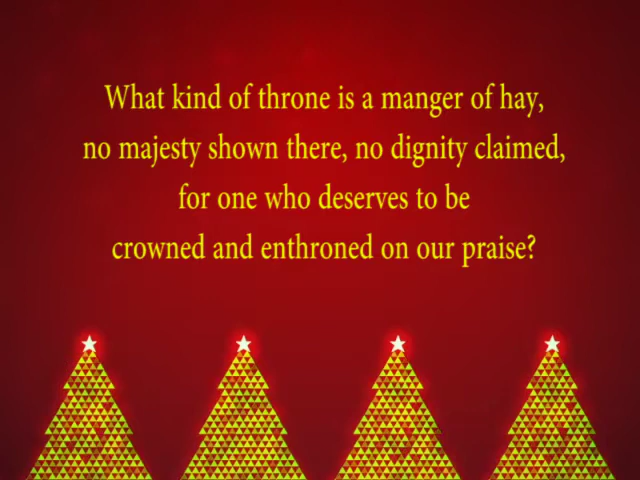 What kind of throne is a manger of hay,
no majesty shown there, no dignity claimed,
for one who deserves to be
crowned and enthroned on our praise?